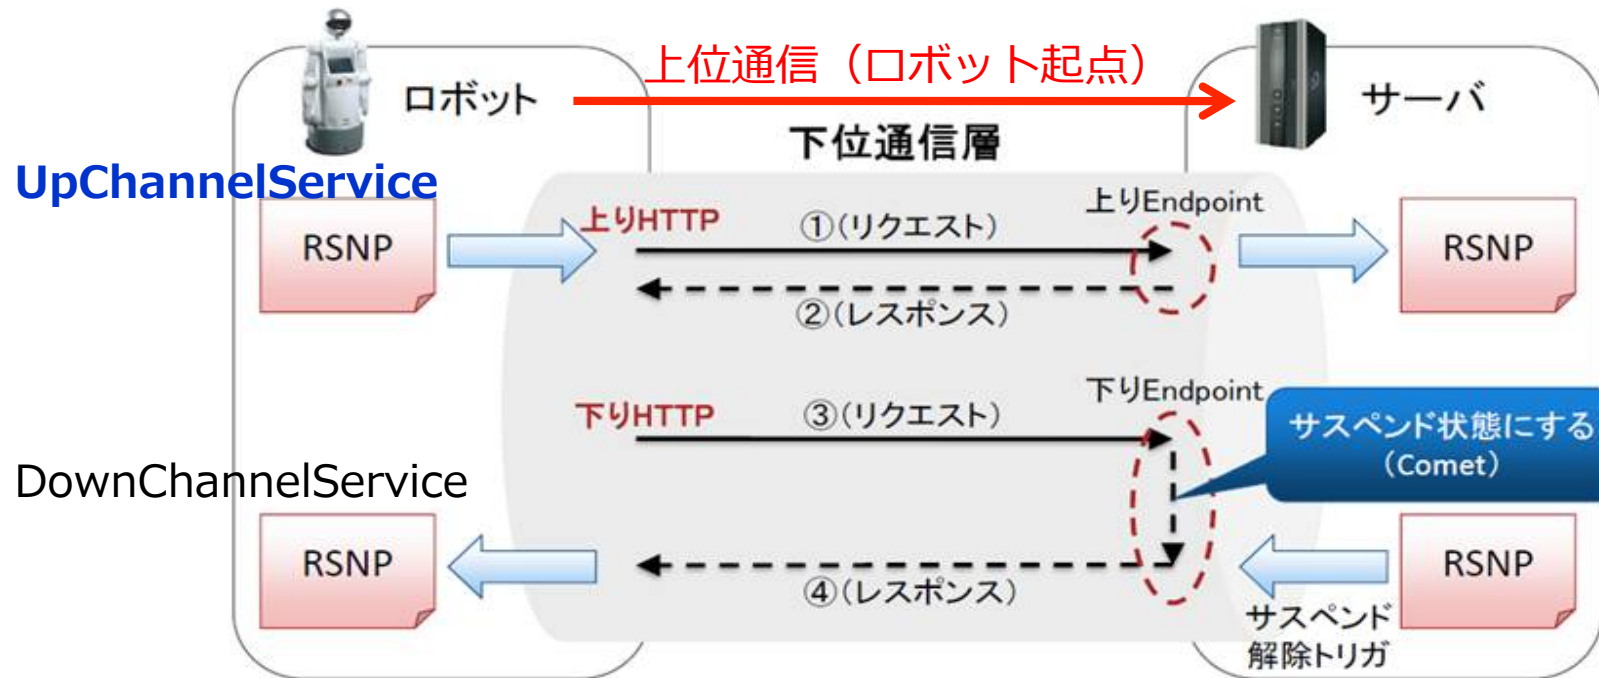 上位通信（ロボット起点）
ロボット
サーバ
下位通信層
UpChannelService
RSNP
上りHTTP
①(リクエスト)
上りEndpoint
RSNP
②(レスポンス)
下りHTTP
③(リクエスト)
下りEndpoint
サスペンド状態にする
(Comet)
DownChannelService
RSNP
④(レスポンス)
RSNP
サスペンド
解除トリガ